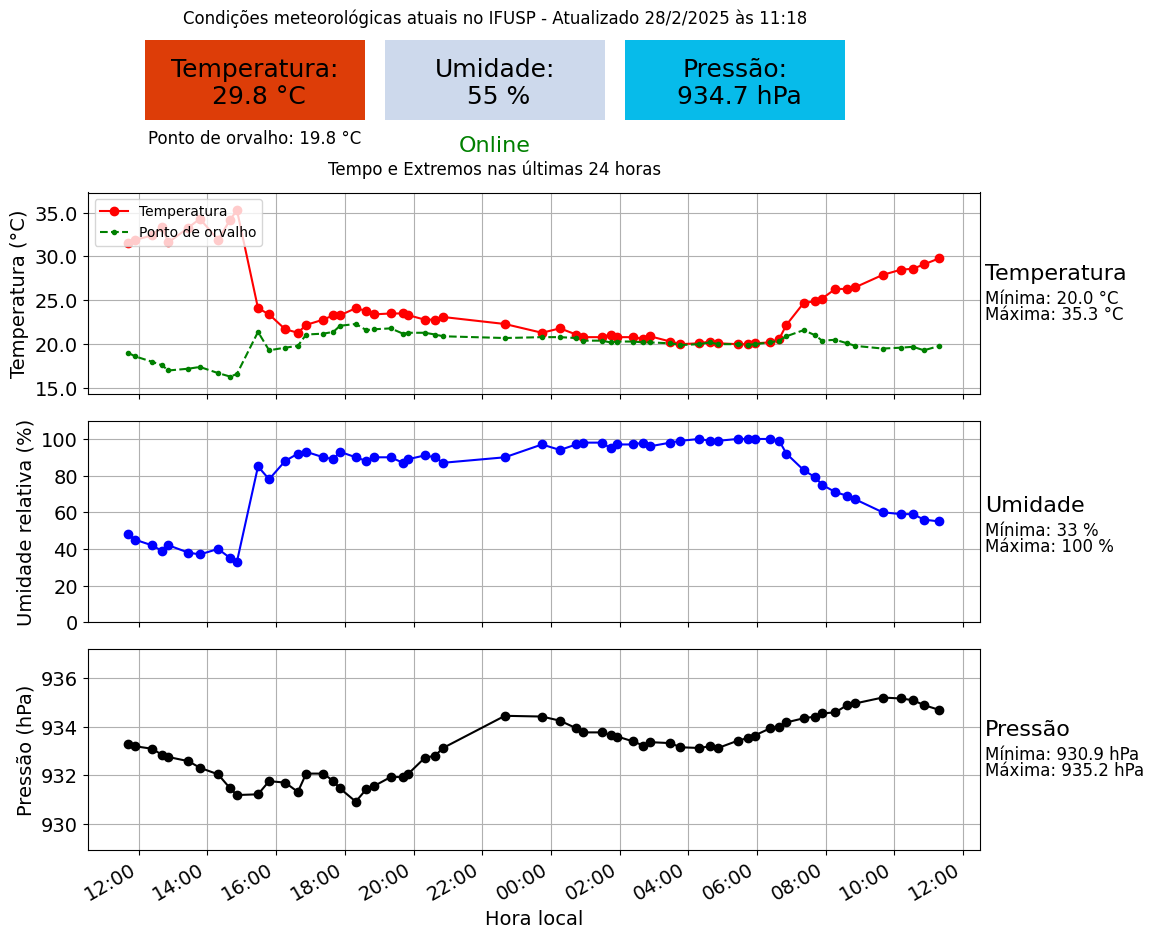 Condições meteorológicas atuais no IFUSP - Atualizado 28/2/2025 às 11:18
Temperatura:
29.8 °C
Umidade:
55 %
Pressão:
934.7 hPa
Ponto de orvalho: 19.8 °C
Online
Tempo e Extremos nas últimas 24 horas
Temperatura (°C)
35.0
30.0
25.0
20.0
15.0
Temperatura
Ponto de orvalho
Temperatura
Mínima: 20.0 °C
Máxima: 35.3 °C
Umidade relativa (%)
100
80
60
40
20
0
Umidade
Mínima: 33 %
Máxima: 100 %
Pressão (hPa)
936
934
932
930
Pressão
Mínima: 930.9 hPa
Máxima: 935.2 hPa
12:00 14:00 16:00 18:00 20:00 22:00 00:00 02:00 04:00 06:00 08:00 10:00 12:00
Hora local